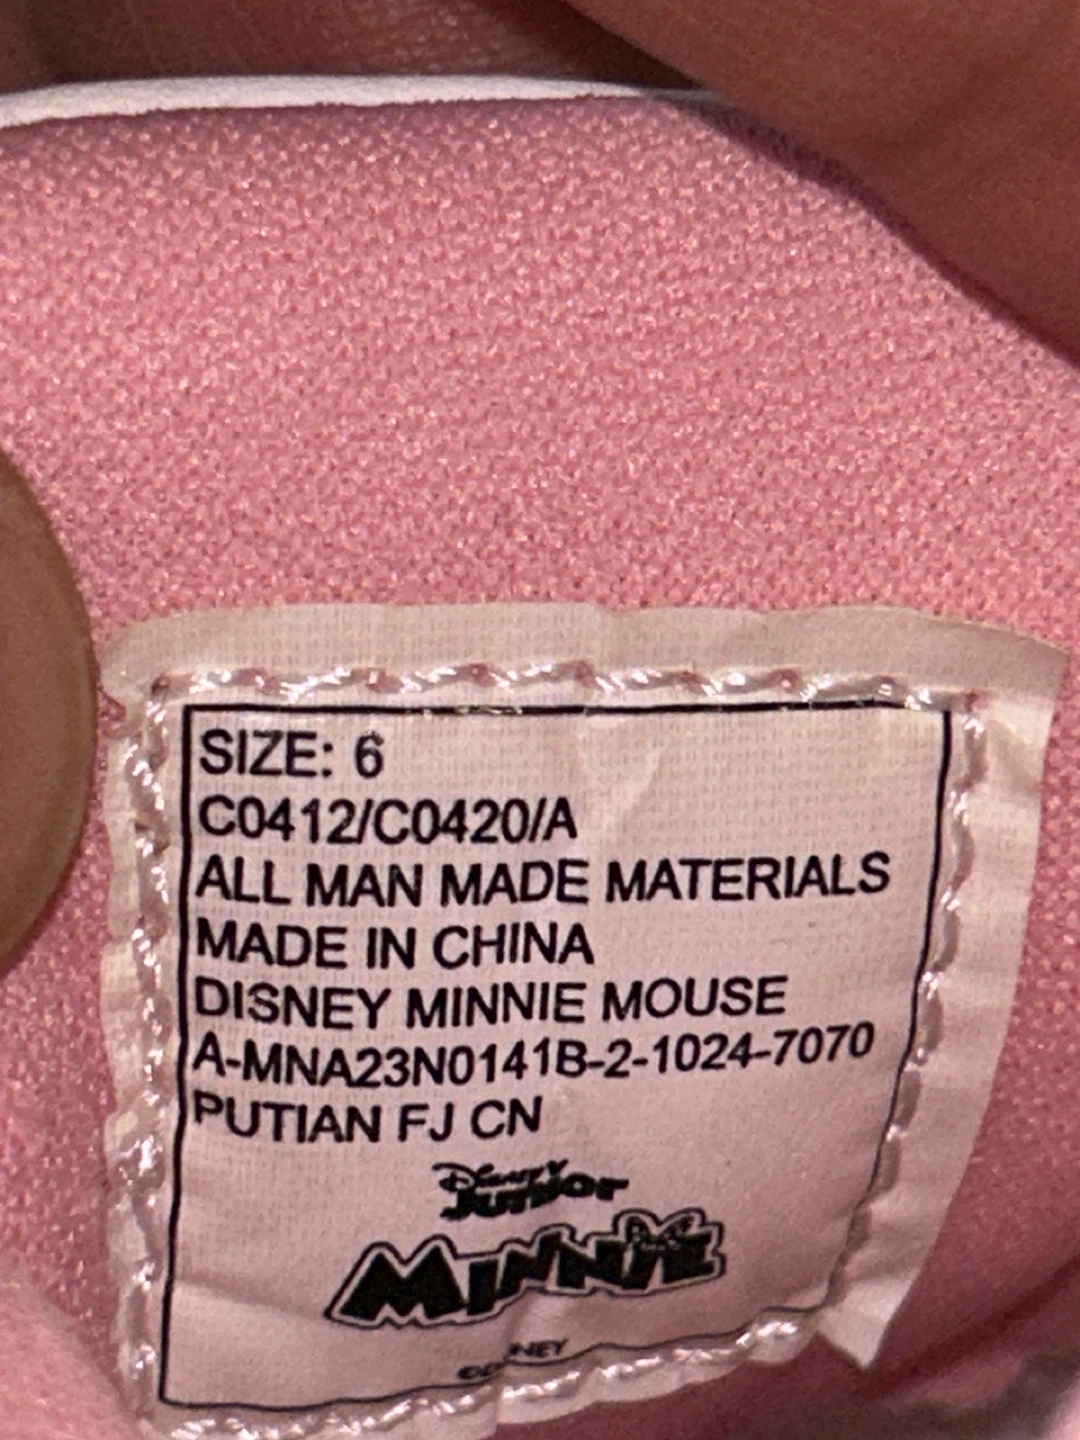 SIZE: 6
C0412/C0420/A
ALL MAN MADE MATERIALS
MADE IN CHINA
DISNEY MINNIE MOUSE
A-MNA23N0141B-2-1024-7070
PUTIAN FJ CN
Disney
Junior
MINNIE